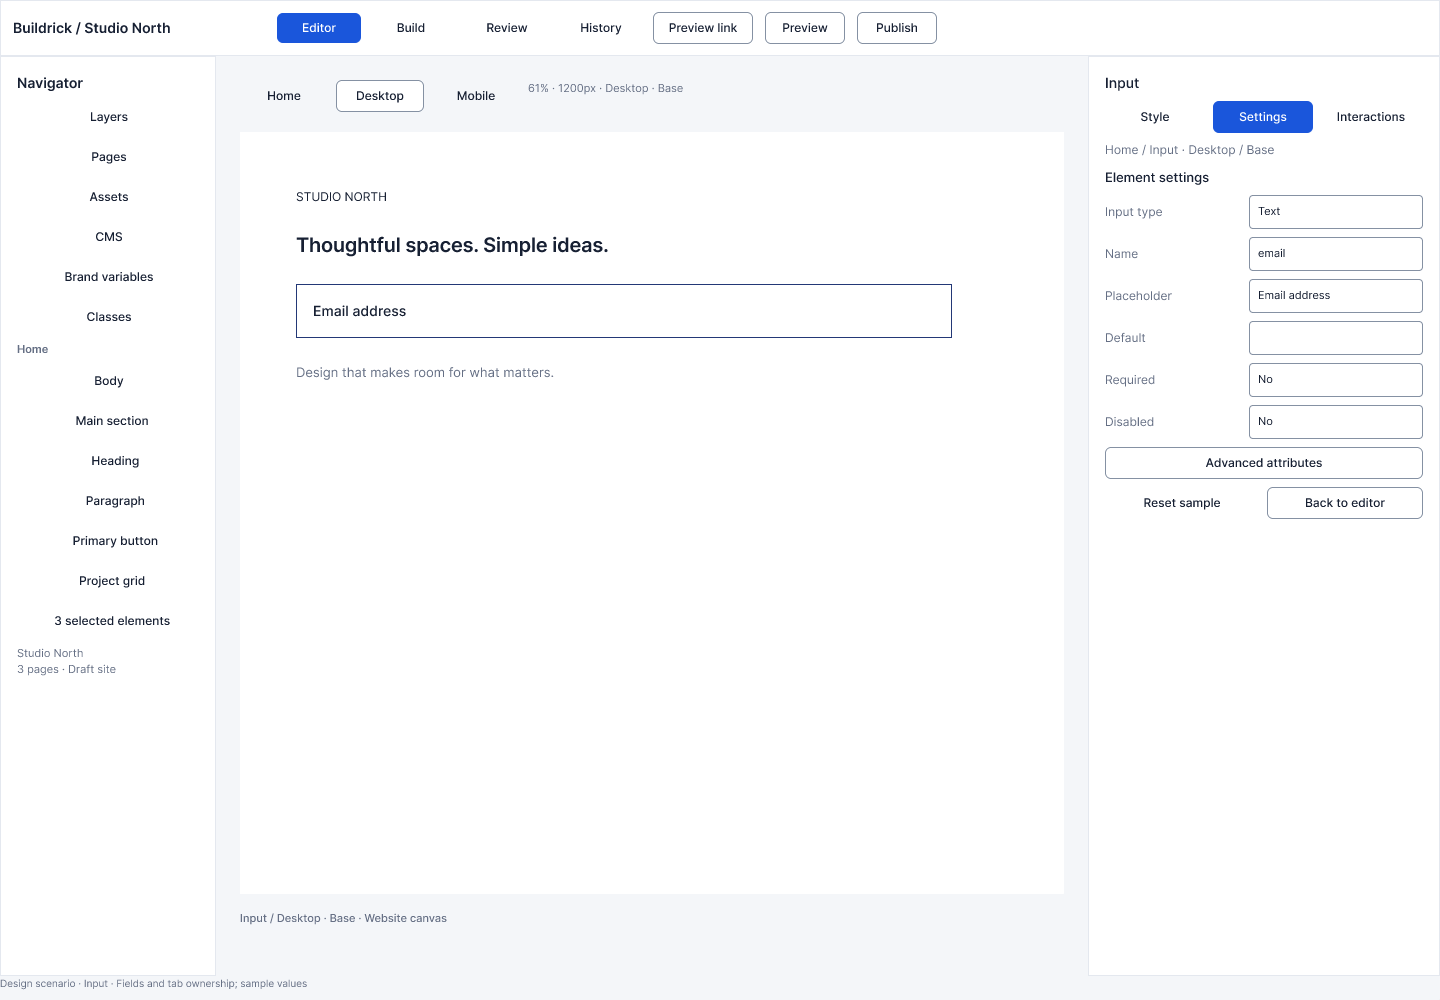 Buildrick / Studio North
Editor
Build
Review
History
Preview link
Preview
Publish
Navigator
Layers
Pages
Assets
CMS
Brand variables
Classes
Home
Body
Main section
Heading
Paragraph
Primary button
Project grid
3 selected elements
Studio North
3 pages · Draft site
Home
Desktop
Mobile
61% · 1200px · Desktop · Base
STUDIO NORTH
Thoughtful spaces. Simple ideas.
Email address
Design that makes room for what matters.
Input / Desktop · Base · Website canvas
Input
Style
Settings
Interactions
Home / Input · Desktop / Base
Element settings
Input type
Text
Name
email
Placeholder
Email address
Default
Required
No
Disabled
No
Advanced attributes
Reset sample
Back to editor
Design scenario · Input · Fields and tab ownership; sample values